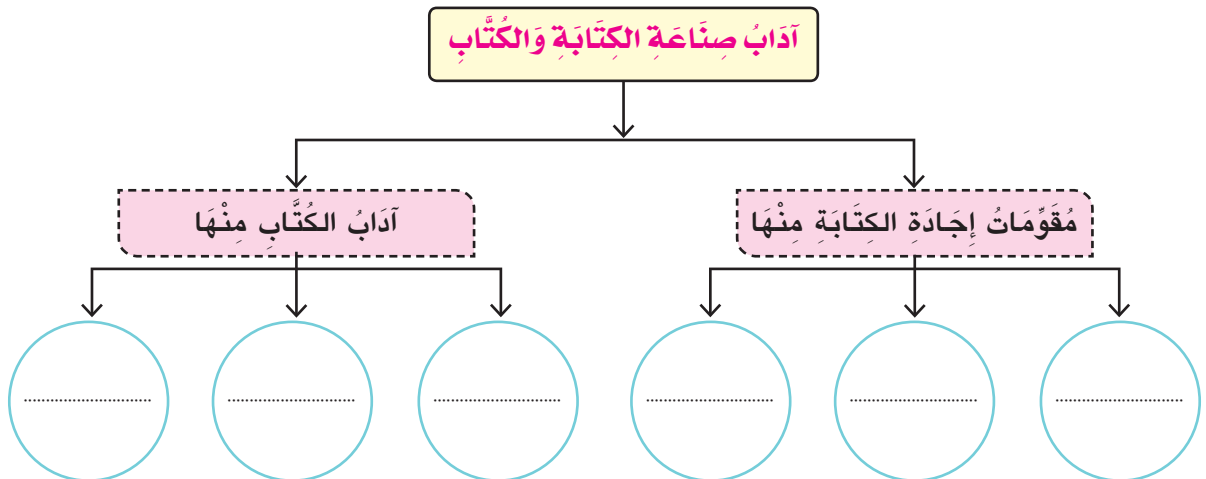 آدَابُ صِنَاعَةِ الكِتَابَةِ وَالكُتَّابِ
مُقَوِّمَاتُ إِجَادَةِ الكِتَابَةِ مِنْهَا
آدَابُ الكُتَّابِ مِنْهَا